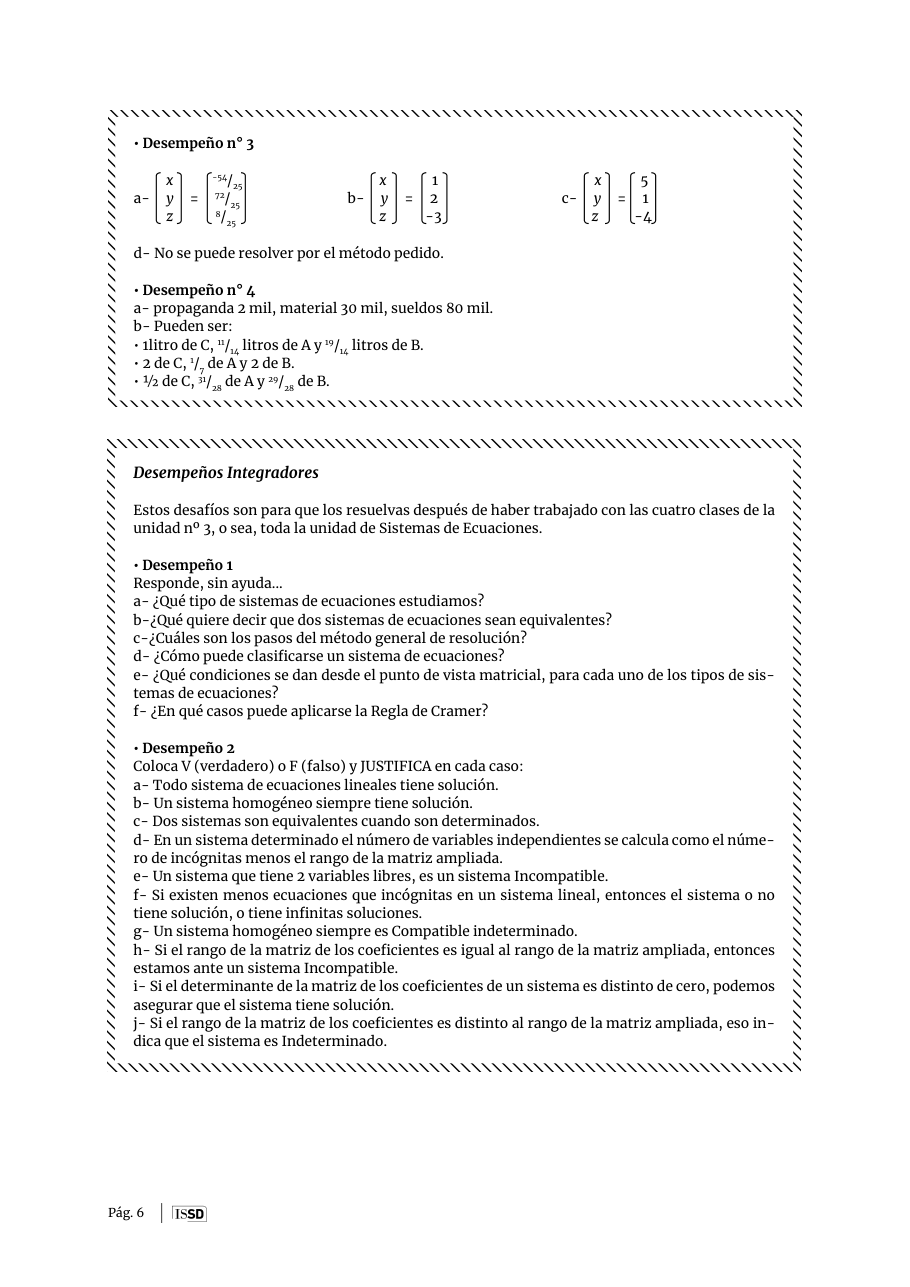 • Desempeño n° 3
a- (x y z) = (-54/25 72/25 8/25) b- (x y z) = (1 2 -3) c- (x y z) = (5 1 -4)
d- No se puede resolver por el método pedido.
• Desempeño n° 4
a- propaganda 2 mil, material 30 mil, sueldos 80 mil.
b- Pueden ser:
• 1litro de C, 11/14 litros de A y 19/14 litros de B.
• 2 de C, 1/7 de A y 2 de B.
• ½ de C, 31/28 de A y 29/28 de B.
Desempeños Integradores
Estos desafíos son para que los resuelvas después de haber trabajado con las cuatro clases de la
unidad nº 3, o sea, toda la unidad de Sistemas de Ecuaciones.
• Desempeño 1
Responde, sin ayuda...
a- ¿Qué tipo de sistemas de ecuaciones estudiamos?
b-¿Qué quiere decir que dos sistemas de ecuaciones sean equivalentes?
c-¿Cuáles son los pasos del método general de resolución?
d- ¿Cómo puede clasificarse un sistema de ecuaciones?
e- ¿Qué condiciones se dan desde el punto de vista matricial, para cada uno de los tipos de sis-
temas de ecuaciones?
f- ¿En qué casos puede aplicarse la Regla de Cramer?
• Desempeño 2
Coloca V (verdadero) o F (falso) y JUSTIFICA en cada caso:
a- Todo sistema de ecuaciones lineales tiene solución.
b- Un sistema homogéneo siempre tiene solución.
c- Dos sistemas son equivalentes cuando son determinados.
d- En un sistema determinado el número de variables independientes se calcula como el núme-
ro de incógnitas menos el rango de la matriz ampliada.
e- Un sistema que tiene 2 variables libres, es un sistema Incompatible.
f- Si existen menos ecuaciones que incógnitas en un sistema lineal, entonces el sistema o no
tiene solución, o tiene infinitas soluciones.
g- Un sistema homogéneo siempre es Compatible indeterminado.
h- Si el rango de la matriz de los coeficientes es igual al rango de la matriz ampliada, entonces
estamos ante un sistema Incompatible.
i- Si el determinante de la matriz de los coeficientes de un sistema es distinto de cero, podemos
asegurar que el sistema tiene solución.
j- Si el rango de la matriz de los coeficientes es distinto al rango de la matriz ampliada, eso in-
dica que el sistema es Indeterminado.
Pág. 6 ISSD